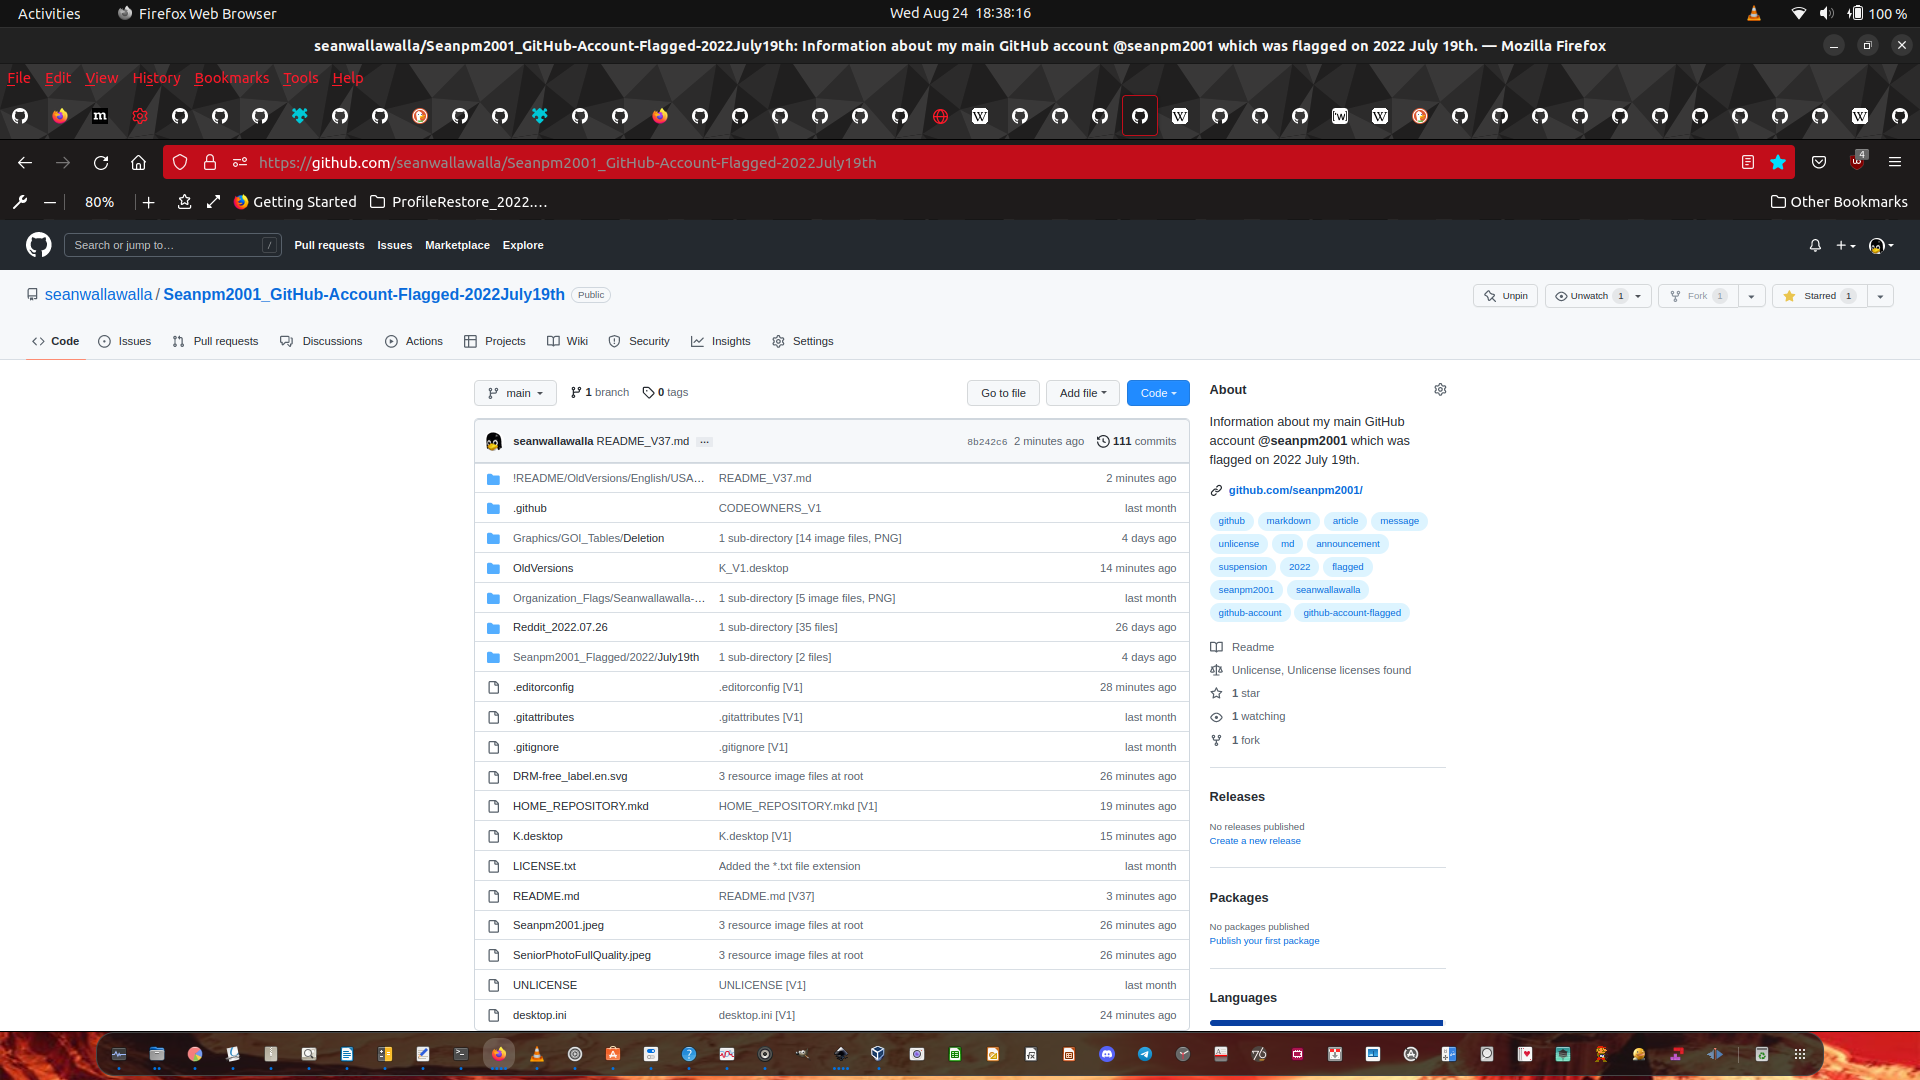 Activities
Firefox Web Browser
Wed Aug 24 18:38:16
100 %
seanwallawalla/Seanpm2001_GitHub-Account-Flagged-2022July19th: Information about my main GitHub account @seanpm2001 which was flagged on 2022 July 19th. — Mozilla Firefox
File Edit View History Bookmarks Tools Help
https://github.com/seanwallawalla/Seanpm2001_GitHub-Account-Flagged-2022July19th
4
80%
Getting Started
ProfileRestore_2022....
Other Bookmarks
Search or jump to... /
Pull requests Issues Marketplace Explore
seanwallawalla / Seanpm2001_GitHub-Account-Flagged-2022July19th Public
Unpin
Unwatch 1
Fork 1
Starred 1
Code Issues Pull requests Discussions Actions Projects Wiki Security Insights Settings
main
1 branch
0 tags
Go to file
Add file
Code
seanwallawalla README_V37.md ...
8b242c6 2 minutes ago
111 commits
!README/OldVersions/English/USA... README_V37.md 2 minutes ago
.github CODEOWNERS_V1 last month
Graphics/GOI_Tables/Deletion 1 sub-directory [14 image files, PNG] 4 days ago
OldVersions K_V1.desktop 14 minutes ago
Organization_Flags/Seanwallawalla-... 1 sub-directory [5 image files, PNG] last month
Reddit_2022.07.26 1 sub-directory [35 files] 26 days ago
Seanpm2001_Flagged/2022/July19th 1 sub-directory [2 files] 4 days ago
.editorconfig .editorconfig [V1] 28 minutes ago
.gitattributes .gitattributes [V1] last month
.gitignore .gitignore [V1] last month
DRM-free_label.en.svg 3 resource image files at root 26 minutes ago
HOME_REPOSITORY.mkd HOME_REPOSITORY.mkd [V1] 19 minutes ago
K.desktop K.desktop [V1] 15 minutes ago
LICENSE.txt Added the *.txt file extension last month
README.md README.md [V37] 3 minutes ago
Seanpm2001.jpeg 3 resource image files at root 26 minutes ago
SeniorPhotoFullQuality.jpeg 3 resource image files at root 26 minutes ago
UNLICENSE UNLICENSE [V1] last month
desktop.ini desktop.ini [V1] 24 minutes ago
About
Information about my main GitHub
account @seanpm2001 which was
flagged on 2022 July 19th.
github.com/seanpm2001/
github markdown article message
unlicense md announcement
suspension 2022 flagged
seanpm2001 seanwallawalla
github-account github-account-flagged
Readme
Unlicense, Unlicense licenses found
1 star
1 watching
1 fork
Releases
No releases published
Create a new release
Packages
No packages published
Publish your first package
Languages